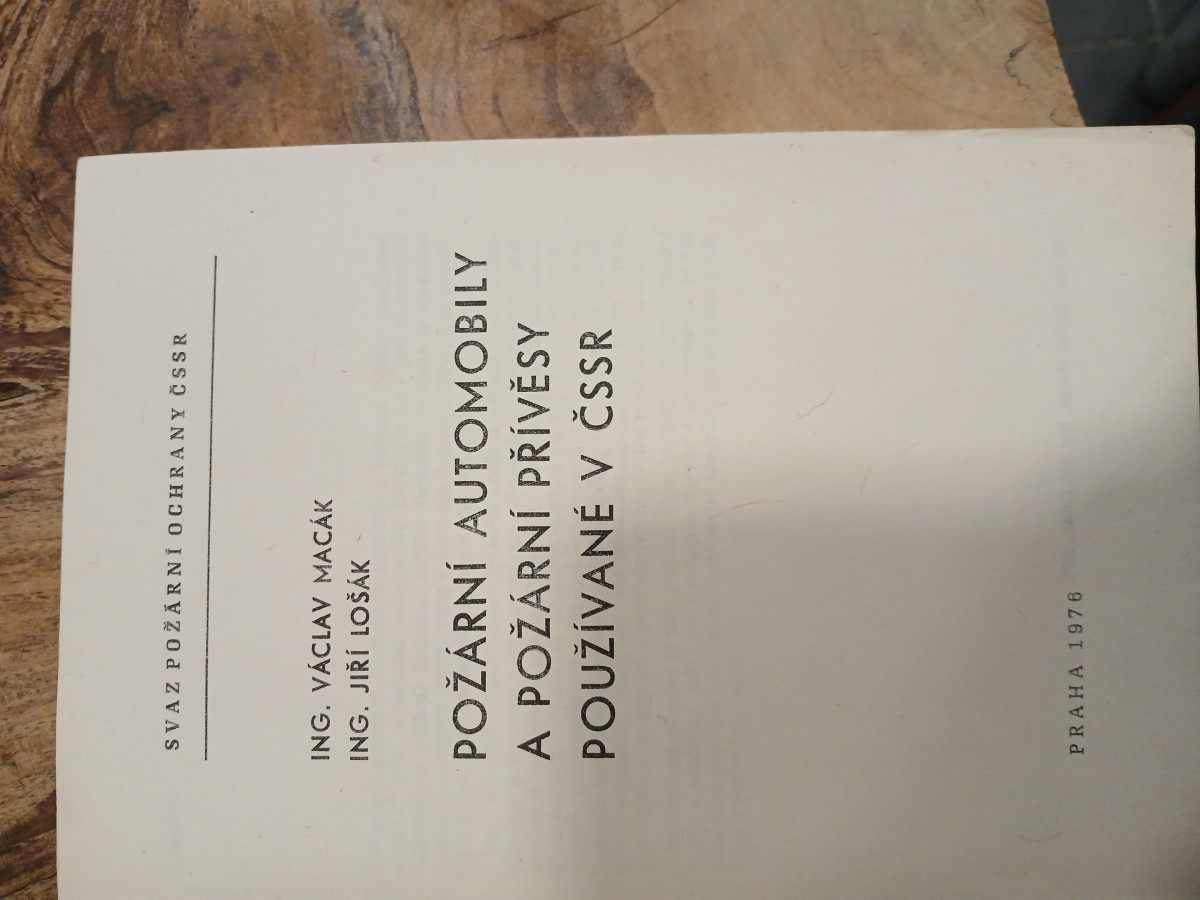 SVAZ POŽÁRNÍ OCHRANY ČSSR
ING. VÁCLAV MACÁK
ING. JIŘÍ LOŠÁK
POŽÁRNÍ AUTOMOBILY
A POŽÁRNÍ PŘÍVĚSY
POUŽÍVANÉ V ČSSR
PRAHA 1976